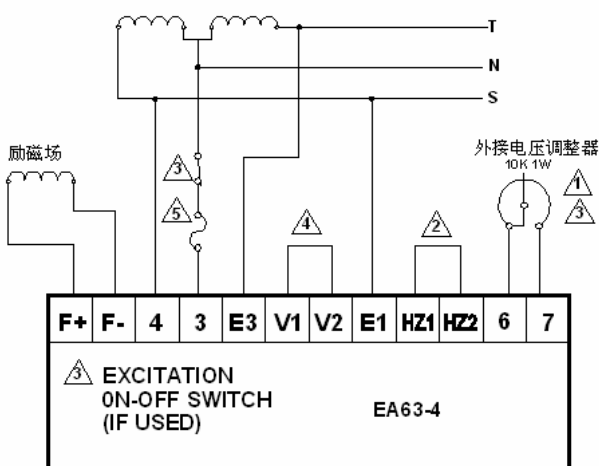 T
N
S
励磁场
外接电压调整器
10K 1W
1
3
3
5
4
2
F+ F- 4 3 E3 V1 V2 E1 HZ1 HZ2 6 7
3 EXCITATION
0N-OFF SWITCH
(IF USED)
EA63-4